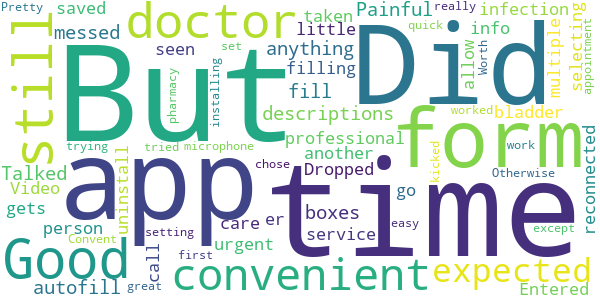 Pretty saved doctor taken Painful really infection
messed seen little set quick info Worth allow multiple selecting appointment
But Did anything filling fill
still pharmacy installing descriptions worked bladder
trying tried microphone professional form
Talked uninstall another Dropped kicked work reconnected
Video app chose time Otherwise
gets person care er boxes go except
Convent setting urgent service easy
Good call first convenient expected
autofill great Entered